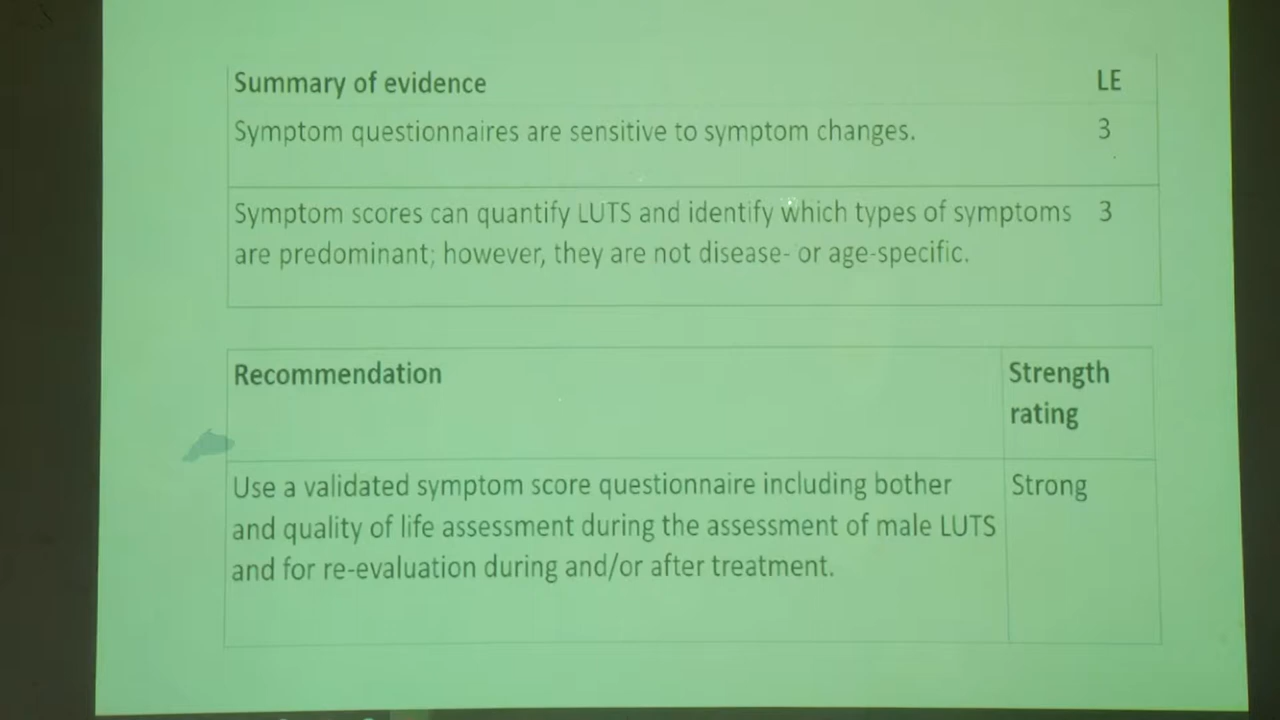 Summary of evidence LE
Symptom questionnaires are sensitive to symptom changes. 3
Symptom scores can quantify LUTS and identify which types of symptoms 3
are predominant; however, they are not disease- or age-specific.
Recommendation Strength
rating
Use a validated symptom score questionnaire including bother Strong
and quality of life assessment during the assessment of male LUTS
and for re-evaluation during and/or after treatment.